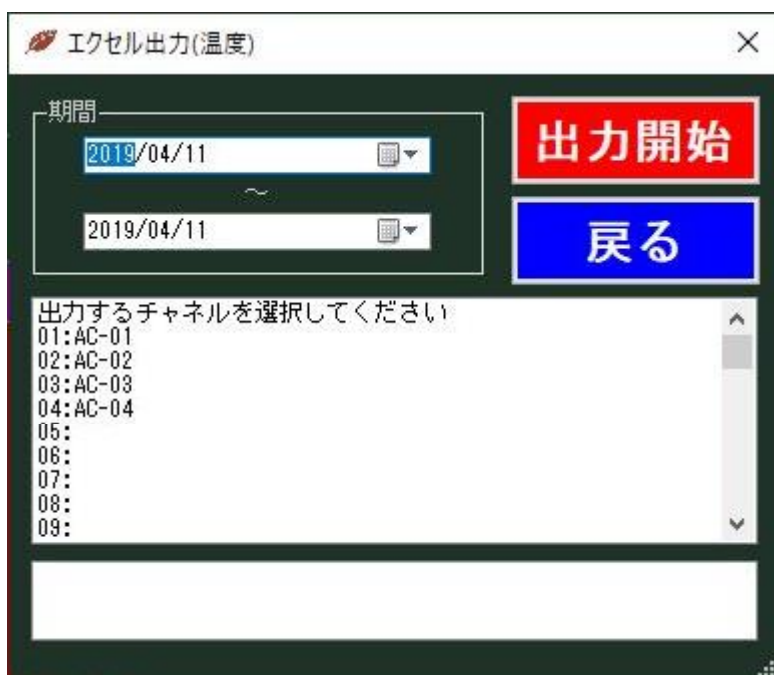 エクセル出力(温度)
期間
2019/04/11
～
2019/04/11
出力開始
戻る
出力するチャネルを選択してください
01:AC-01
02:AC-02
03:AC-03
04:AC-04
05:
06:
07:
08:
09: